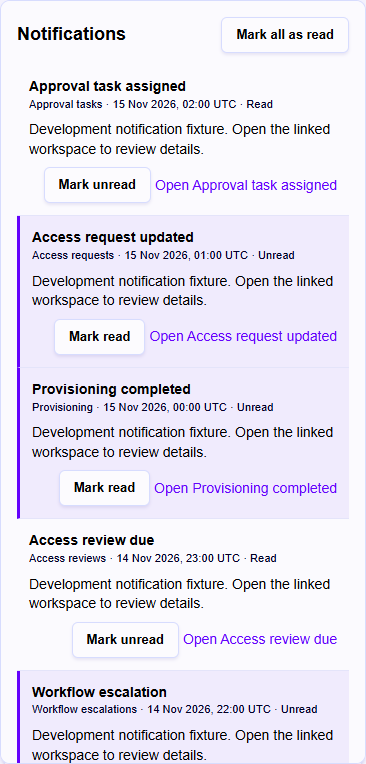 Notifications
Mark all as read
Approval task assigned
Approval tasks · 15 Nov 2026, 02:00 UTC · Read
Development notification fixture. Open the linked
workspace to review details.
Mark unread
Open Approval task assigned
Access request updated
Access requests · 15 Nov 2026, 01:00 UTC · Unread
Development notification fixture. Open the linked
workspace to review details.
Mark read
Open Access request updated
Provisioning completed
Provisioning · 15 Nov 2026, 00:00 UTC · Unread
Development notification fixture. Open the linked
workspace to review details.
Mark read
Open Provisioning completed
Access review due
Access reviews · 14 Nov 2026, 23:00 UTC · Read
Development notification fixture. Open the linked
workspace to review details.
Mark unread
Open Access review due
Workflow escalation
Workflow escalations · 14 Nov 2026, 22:00 UTC · Unread
Development notification fixture. Open the linked
workspace to review details.